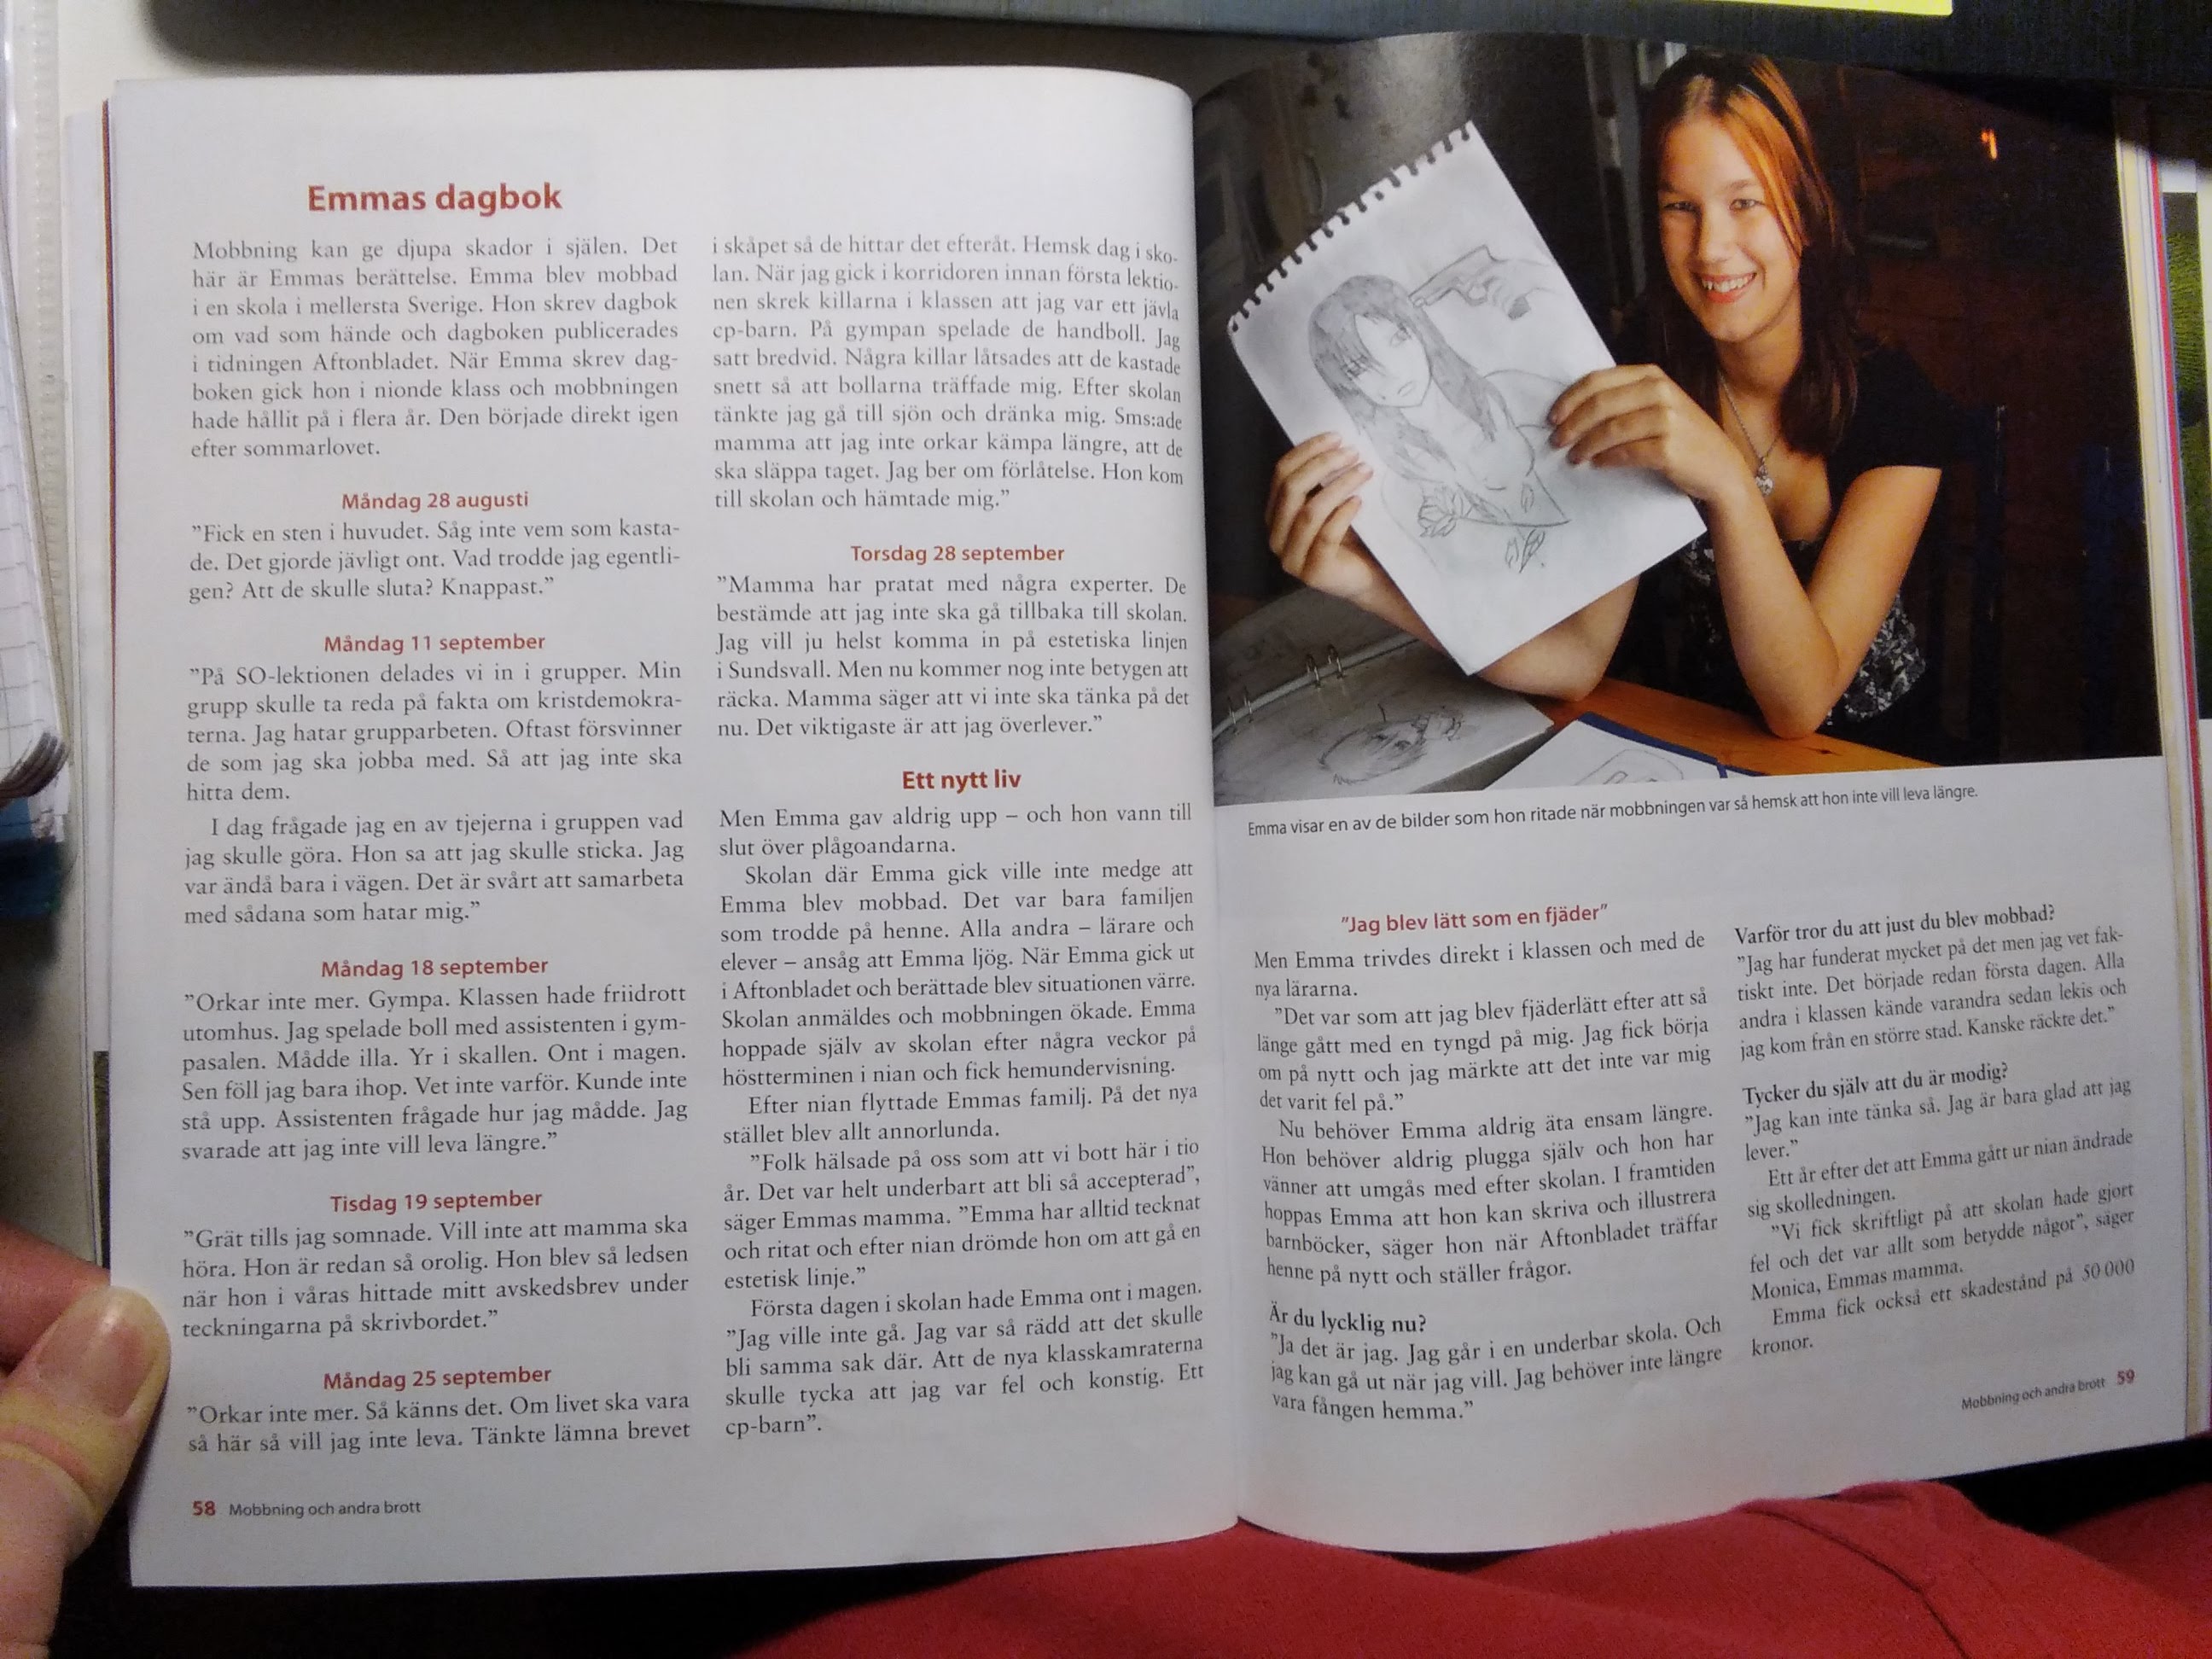 Emmas dagbok
Mobbning kan ge djupa skador i själen. Det
här är Emmas berättelse. Emma blev mobbad
i en skola i mellersta Sverige. Hon skrev dagbok
om vad som hände och dagboken publicerades
i tidningen Aftonbladet. När Emma skrev dag-
boken gick hon i nionde klass och mobbningen
hade hållit på i flera år. Den började direkt igen
efter sommarlovet.
Måndag 28 augusti
”Fick en sten i huvudet. Såg inte vem som kasta-
de. Det gjorde jävligt ont. Vad trodde jag egentli-
gen? Att de skulle sluta? Knappast.”
Måndag 11 september
”På SO-lektionen delades vi in i grupper. Min
grupp skulle ta reda på fakta om kristdemokra-
terna. Jag hatar grupparbeten. Oftast försvinner
de som jag ska jobba med. Så att jag inte ska
hitta dem.
I dag frågade jag en av tjejerna i gruppen vad
jag skulle göra. Hon sa att jag skulle sticka. Jag
var ändå bara i vägen. Det är svårt att samarbeta
med sådana som hatar mig.”
Måndag 18 september
”Orkar inte mer. Gympa. Klassen hade friidrott
utomhus. Jag spelade boll med assistenten i gym-
pasalen. Mådde illa. Yr i skallen. Ont i magen.
Sen föll jag bara ihop. Vet inte varför. Kunde inte
stå upp. Assistenten frågade hur jag mådde. Jag
svarade att jag inte vill leva längre.”
Tisdag 19 september
”Grät tills jag somnade. Vill inte att mamma ska
höra. Hon är redan så orolig. Hon blev så ledsen
när hon i våras hittade mitt avskedsbrev under
teckningarna på skrivbordet.”
Måndag 25 september
”Orkar inte mer. Så känns det. Om livet ska vara
så här så vill jag inte leva. Tänkte lämna brevet
58 Mobbning och andra brott
i skåpet så de hittar det efteråt. Hemsk dag i sko-
lan. När jag gick i korridoren innan första lektio-
nen skrek killarna i klassen att jag var ett jävla
cp-barn. På gympan spelade de handboll. Jag
satt bredvid. Några killar låtsades att de kastade
snett så att bollarna träffade mig. Efter skolan
tänkte jag gå till sjön och dränka mig. Sms:ade
mamma att jag inte orkar kämpa längre, att de
ska släppa taget. Jag ber om förlåtelse. Hon kom
till skolan och hämtade mig.”
Torsdag 28 september
”Mamma har pratat med några experter. De
bestämde att jag inte ska gå tillbaka till skolan.
Jag vill ju helst komma in på estetiska linjen
i Sundsvall. Men nu kommer nog inte betygen att
räcka. Mamma säger att vi inte ska tänka på det
nu. Det viktigaste är att jag överlever.”
Ett nytt liv
Men Emma gav aldrig upp – och hon vann till
slut över plågoandarna.
Skolan där Emma gick ville inte medge att
Emma blev mobbad. Det var bara familjen
som trodde på henne. Alla andra – lärare och
elever – ansåg att Emma ljög. När Emma gick ut
i Aftonbladet och berättade blev situationen värre.
Skolan anmäldes och mobbningen ökade. Emma
hoppade själv av skolan efter några veckor på
höstterminen i nian och fick hemundervisning.
Efter nian flyttade Emmas familj. På det nya
stället blev allt annorlunda.
”Folk hälsade på oss som att vi bott här i tio
år. Det var helt underbart att bli så accepterad”,
säger Emmas mamma. ”Emma har alltid tecknat
och ritat och efter nian drömde hon om att gå en
estetisk linje.”
Första dagen i skolan hade Emma ont i magen.
”Jag ville inte gå. Jag var så rädd att det skulle
bli samma sak där. Att de nya klasskamraterna
skulle tycka att jag var fel och konstig. Ett
cp-barn”.
Emma visar en av de bilder som hon ritade när mobbningen var så hemsk att hon inte vill leva längre.
”Jag blev lätt som en fjäder”
Men Emma trivdes direkt i klassen och med de
nya lärarna.
”Det var som att jag blev fjäderlätt efter att så
länge gått med en tyngd på mig. Jag fick börja
om på nytt och jag märkte att det inte var mig
det varit fel på.”
Nu behöver Emma aldrig äta ensam längre.
Hon behöver aldrig plugga själv och hon har
vänner att umgås med efter skolan. I framtiden
hoppas Emma att hon kan skriva och illustrera
barnböcker, säger hon när Aftonbladet träffar
henne på nytt och ställer frågor.
Är du lycklig nu?
”Ja det är jag. Jag går i en underbar skola. Och
jag kan gå ut när jag vill. Jag behöver inte längre
vara fången hemma.”
Varför tror du att just du blev mobbad?
”Jag har funderat mycket på det men jag vet fak-
tiskt inte. Det började redan första dagen. Alla
andra i klassen kände varandra sedan lekis och
jag kom från en större stad. Kanske räckte det.”
Tycker du själv att du är modig?
”Jag kan inte tänka så. Jag är bara glad att jag
lever.”
Ett år efter det att Emma gått ur nian ändrade
sig skolledningen.
”Vi fick skriftligt på att skolan hade gjort
fel och det var allt som betydde något”, säger
Monica, Emmas mamma.
Emma fick också ett skadestånd på 50 000
kronor.
Mobbning och andra brott 59